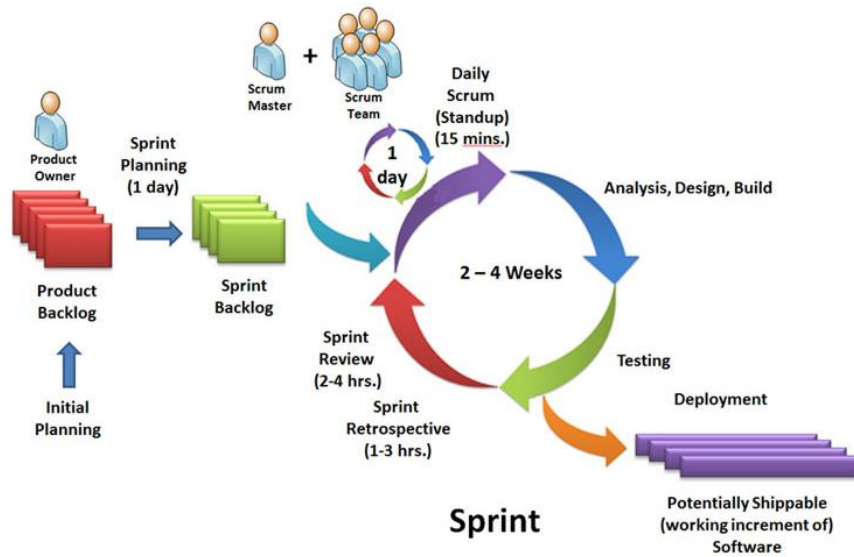 Scrum
Master
+
Scrum
Team
Product
Owner
Sprint
Planning
(1 day)
Daily
Scrum
(Standup)
(15 mins.)
1
day
Analysis, Design, Build
2 – 4 Weeks
Product
Backlog
Sprint
Backlog
Initial
Planning
Sprint
Review
(2-4 hrs.)
Sprint
Retrospective
(1-3 hrs.)
Testing
Deployment
Potentially Shippable
(working increment of)
Software
Sprint